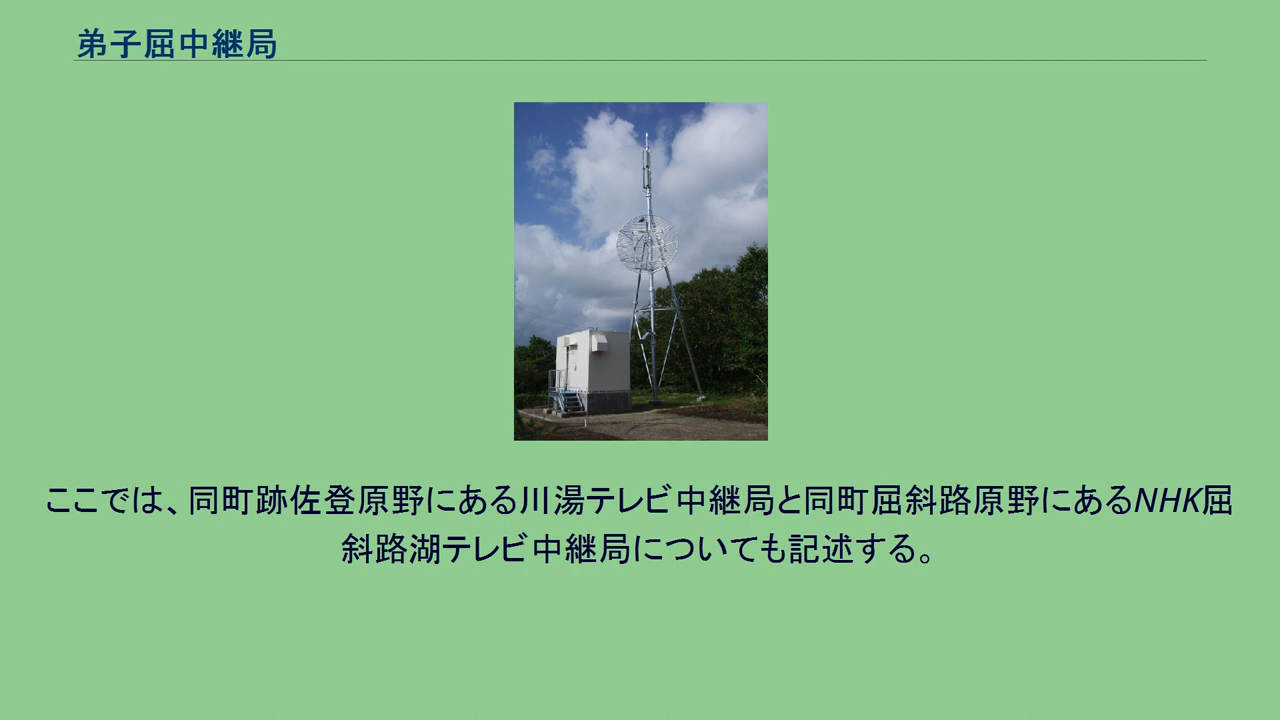 弟子屈中継局
ここでは、同町跡佐登原野にある川湯テレビ中継局と同町屈斜路原野にあるNHK屈
斜路湖テレビ中継局についても記述する。